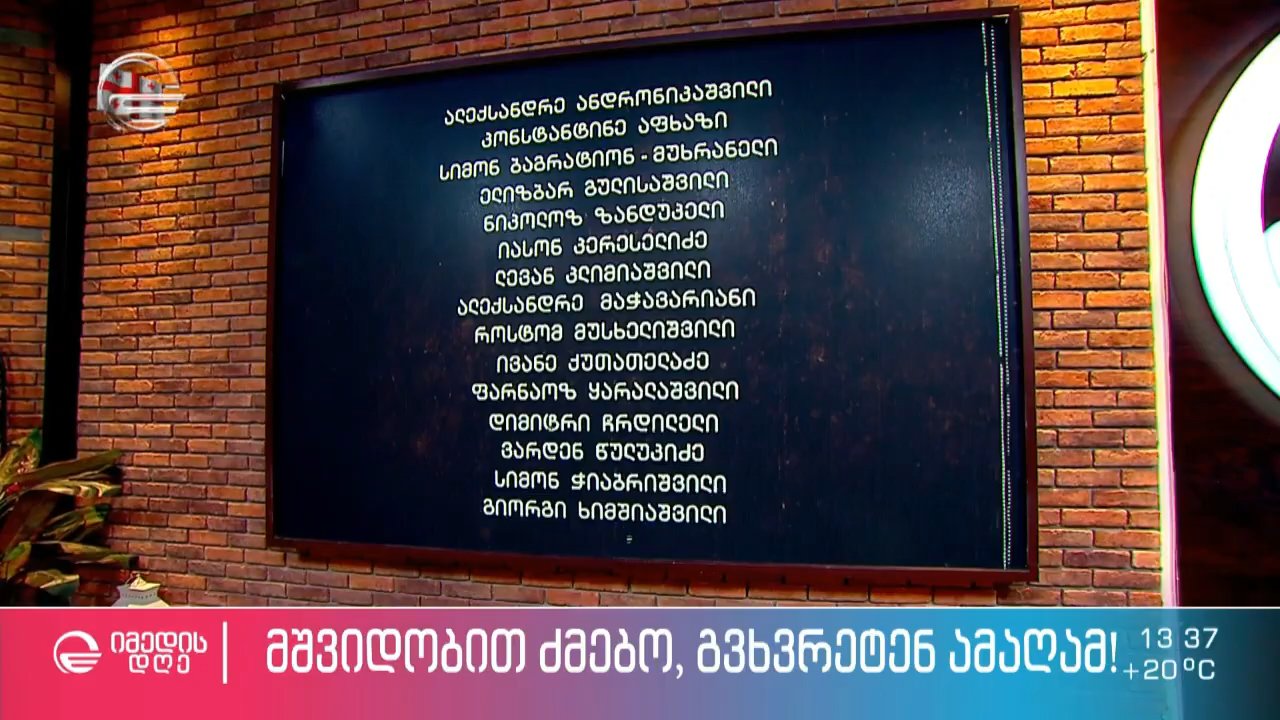 ალექსანდრე ანდრონიკაშვილი
კონსტანტინე აფხაზი
სიმონ ბაგრატიონ - მუხრანელი
ელიზბარ გულისაშვილი
ნიკოლოზ ზანდუკელი
იასონ კერესელიძე
ლევან კლიმიაშვილი
ალექსანდრე მაჭავარიანი
როსტომ მუსხელიშვილი
ივანე ქუთათელაძე
ფარნაოზ ყარალაშვილი
დიმიტრი ჩრდილელი
ვარდენ წულუკიძე
სიმონ ჭიაბრიშვილი
გიორგი ხიმშიაშვილი
იმედის დღე
მშვიდობით ძმებო, გვხვრეტენ ამაღამ!
13 37
+20°C